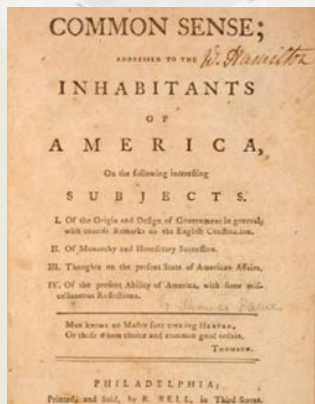 COMMON SENSE;
ADDRESSED TO THE
W. Hamilton
INHABITANTS
OF
AMERICA,
On the following interesting
SUBJECTS.
I. Of the Origin and Design of Government in general,
with concise Remarks on the English Constitution.
II. Of Monarchy and Hereditary Succession.
III. Thoughts on the present State of American Affairs.
IV. Of the present Ability of America, with some mis-
cellaneous Reflections.
Thomas Paine
Man knows no Master save creating HEAVEN,
Or those whom choice and common good ordain.
THOMSON.
PHILADELPHIA;
Printed, and Sold, by R. BELL, in Third Street.